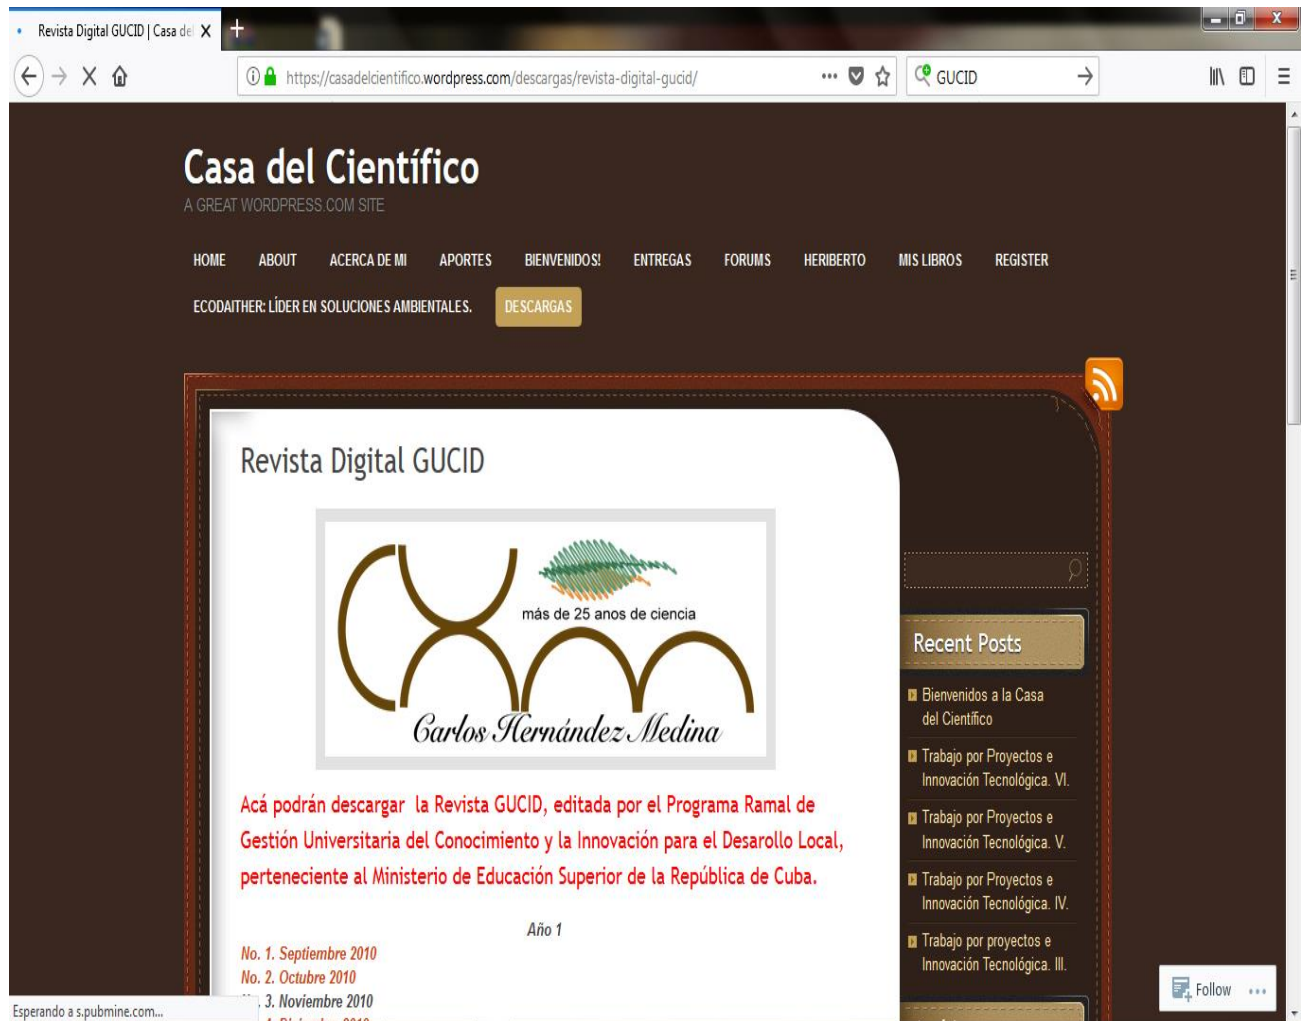 Revista Digital GUCID | Casa del
https://casadelcientifico.wordpress.com/descargas/revista-digital-gucid/
GUCID
Casa del Científico
A GREAT WORDPRESS.COM SITE
HOME ABOUT ACERCA DE MI APORTES BIENVENIDOS! ENTREGAS FORUMS HERIBERTO MIS LIBROS REGISTER
ECODAITHER: LÍDER EN SOLUCIONES AMBIENTALES. DESCARGAS
Revista Digital GUCID
más de 25 anos de ciencia
Carlos Hernández Medina
Acá podrán descargar la Revista GUCID, editada por el Programa Ramal de
Gestión Universitaria del Conocimiento y la Innovación para el Desarollo Local,
perteneciente al Ministerio de Educación Superior de la República de Cuba.
Año 1
No. 1. Septiembre 2010
No. 2. Octubre 2010
3. Noviembre 2010
Recent Posts
Bienvenidos a la Casa
del Científico
Trabajo por Proyectos e
Innovación Tecnológica. VI.
Trabajo por Proyectos e
Innovación Tecnológica. V.
Trabajo por Proyectos e
Innovación Tecnológica. IV.
Trabajo por proyectos e
Innovación Tecnológica. III.
Follow
Esperando a s.pubmine.com...